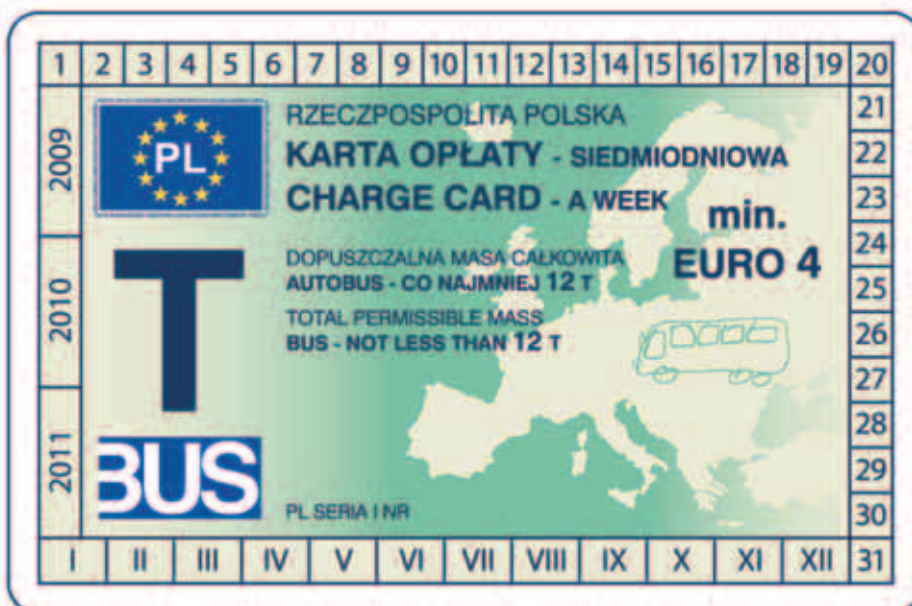 1 2 3 4 5 6 7 8 9 10 11 12 13 14 15 16 17 18 19 20
21
22
23
24
25
26
27
28
29
30
31
2009
2010
2011
PL
RZECZPOSPOLITA POLSKA
KARTA OPŁATY - SIEDMIODNIOWA
CHARGE CARD - A WEEK
min.
EURO 4
T
DOPUSZCZALNA MASA CAŁKOWITA
AUTOBUS - CO NAJMNIEJ 12 T
TOTAL PERMISSIBLE MASS
BUS - NOT LESS THAN 12 T
BUS
PL SERIA I NR
I II III IV V VI VII VIII IX X XI XII